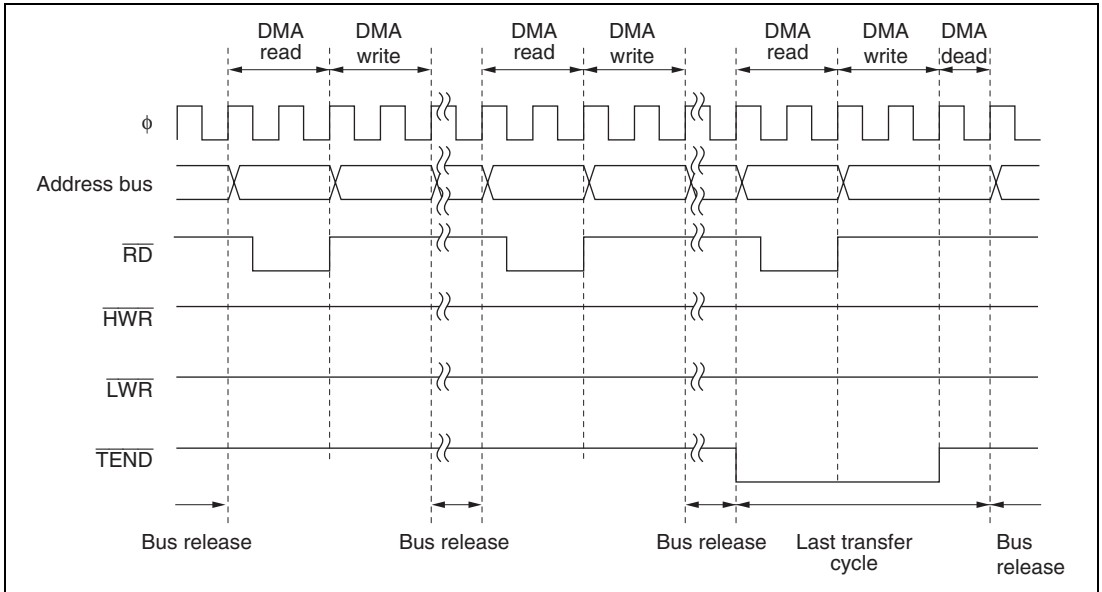 DMA read
DMA write
DMA read
DMA write
DMA read
DMA write
DMA dead
ϕ
Address bus
RD
HWR
LWR
TEND
Bus release
Bus release
Bus release
Last transfer cycle
Bus release